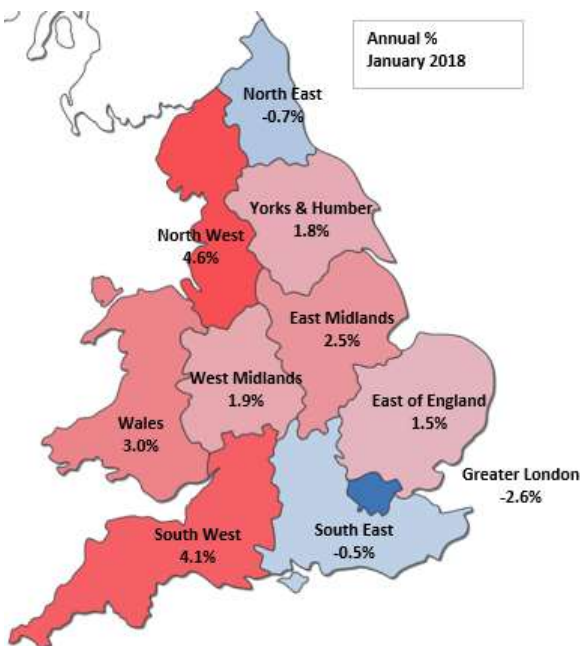 Annual %
January 2018
North East
-0.7%
Yorks & Humber
1.8%
North West
4.6%
East Midlands
2.5%
West Midlands
1.9%
East of England
1.5%
Wales
3.0%
Greater London
-2.6%
South East
-0.5%
South West
4.1%